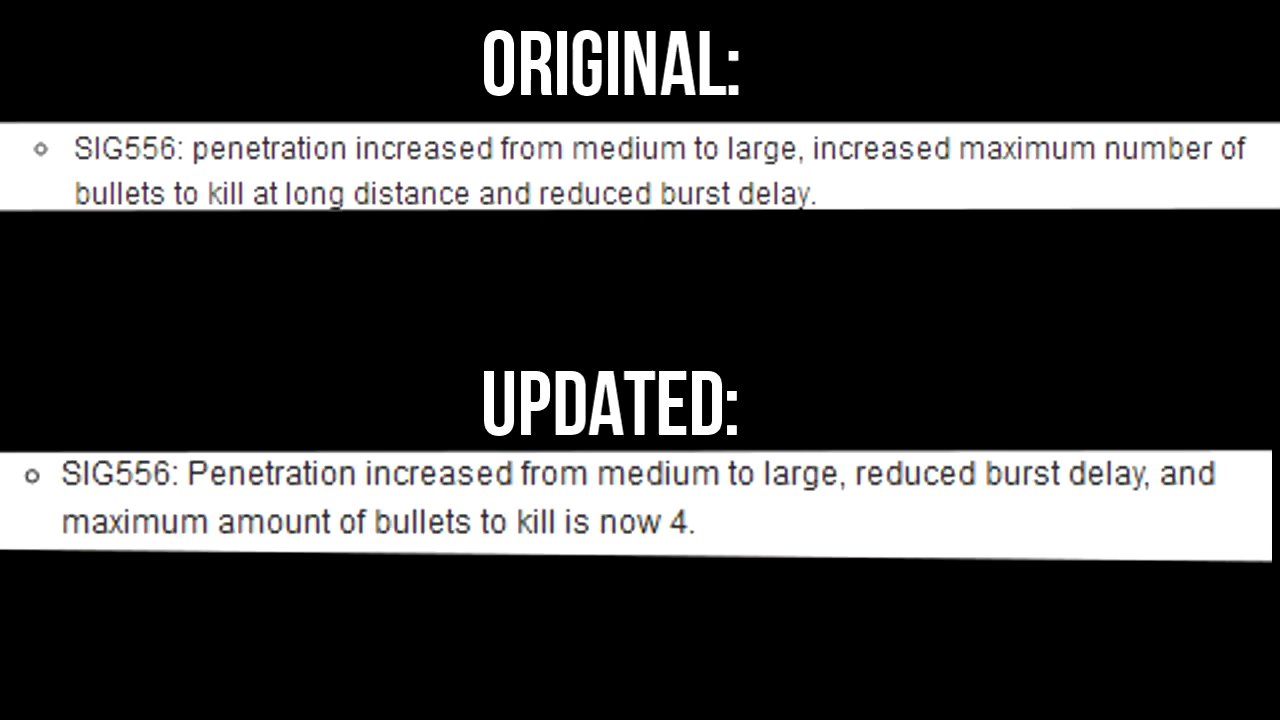 ORIGINAL:
SIG556: penetration increased from medium to large, increased maximum number of
bullets to kill at long distance and reduced burst delay.
UPDATED:
SIG556: Penetration increased from medium to large, reduced burst delay, and
maximum amount of bullets to kill is now 4.